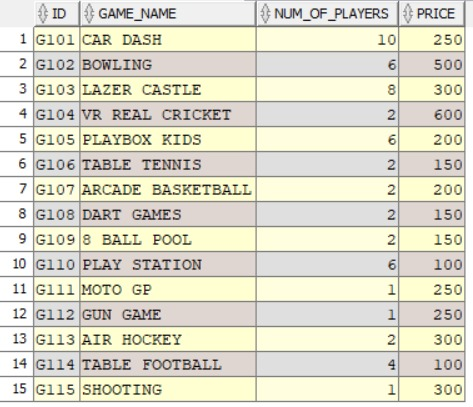 ID GAME_NAME NUM_OF_PLAYERS PRICE
1 G101 CAR DASH 10 250
2 G102 BOWLING 6 500
3 G103 LAZER CASTLE 8 300
4 G104 VR REAL CRICKET 2 600
5 G105 PLAYBOX KIDS 6 200
6 G106 TABLE TENNIS 2 150
7 G107 ARCADE BASKETBALL 2 200
8 G108 DART GAMES 2 150
9 G109 8 BALL POOL 2 150
10 G110 PLAY STATION 6 100
11 G111 MOTO GP 1 250
12 G112 GUN GAME 1 250
13 G113 AIR HOCKEY 2 300
14 G114 TABLE FOOTBALL 4 100
15 G115 SHOOTING 1 300